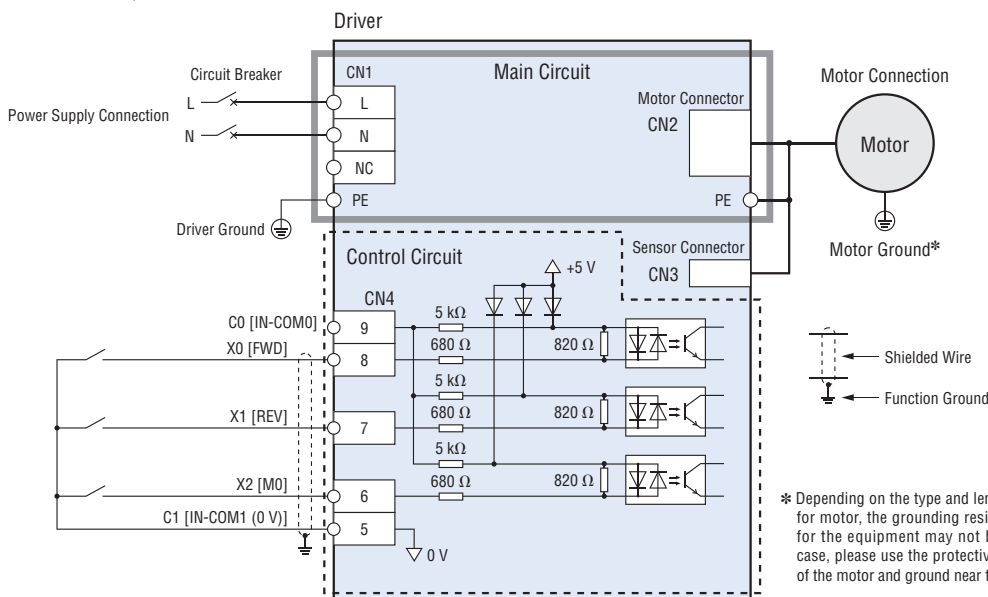 Driver
Circuit Breaker
CN1
Main Circuit
Motor Connection
Power Supply Connection
L
L
Motor Connector
CN2
N
N
Motor
NC
PE
PE
Driver Ground
Motor Ground*
Control Circuit
Sensor Connector
CN3
+5 V
CN4
C0 [IN-COM0]
9
5 kΩ
X0 [FWD]
8
680 Ω
820 Ω
Shielded Wire
5 kΩ
Function Ground
X1 [REV]
7
680 Ω
820 Ω
5 kΩ
X2 [M0]
6
680 Ω
820 Ω
C1 [IN-COM1 (0 V)]
5
0 V
* Depending on the type and
for motor, the grounding
for the equipment may not
case, please use the
of the motor and ground near